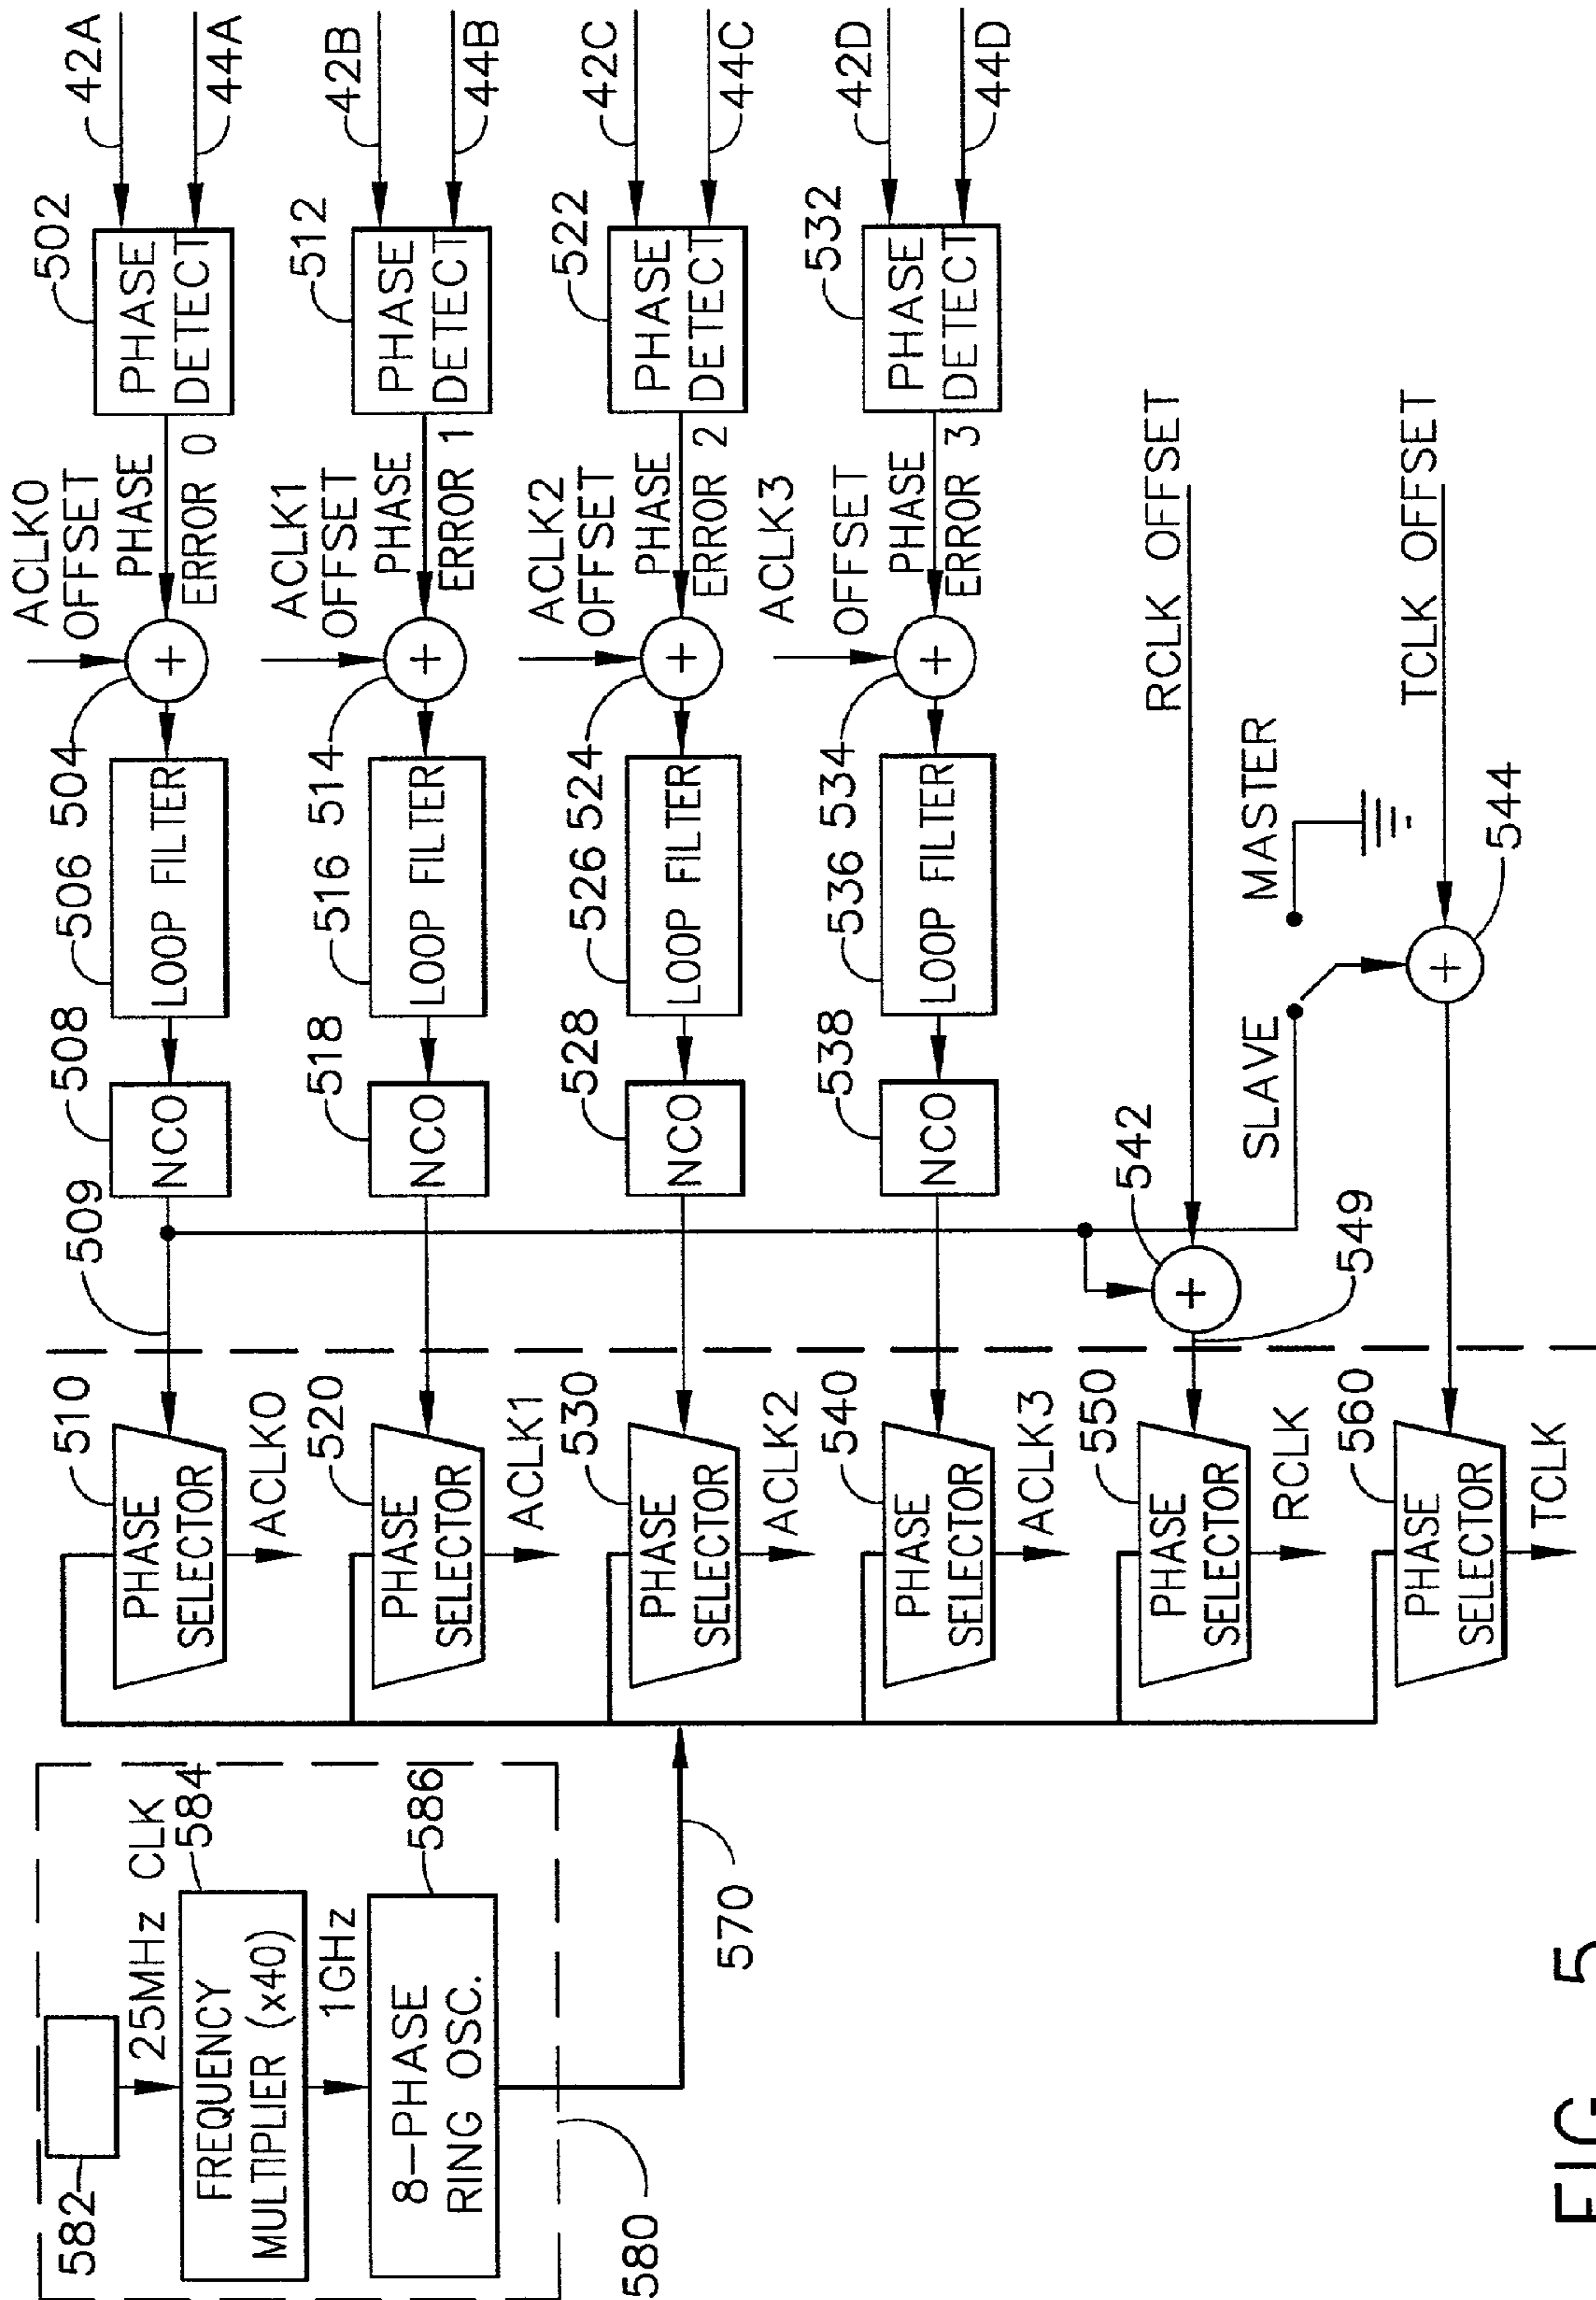 42A
44A
502
PHASE
DETECT
ACLK0
OFFSET
PHASE
ERROR 0
+
504
506
LOOP FILTER
508
NCO
509
510
PHASE
SELECTOR
ACLK0
42B
44B
512
PHASE
DETECT
ACLK1
OFFSET
PHASE
ERROR 1
+
514
516
LOOP FILTER
518
NCO
520
PHASE
SELECTOR
ACLK1
42C
44C
522
PHASE
DETECT
ACLK2
OFFSET
PHASE
ERROR 2
+
524
526
LOOP FILTER
528
NCO
530
PHASE
SELECTOR
ACLK2
42D
44D
532
PHASE
DETECT
ACLK3
OFFSET
PHASE
ERROR 3
+
534
536
LOOP FILTER
538
NCO
540
PHASE
SELECTOR
ACLK3
RCLK OFFSET
542
+
549
550
PHASE
SELECTOR
RCLK
SLAVE
MASTER
TCLK OFFSET
544
+
560
PHASE
SELECTOR
TCLK
582
25MHz CLK
584
FREQUENCY
MULTIPLIER (x40)
1GHz
586
8-PHASE
RING OSC.
580
570
FIG. 5